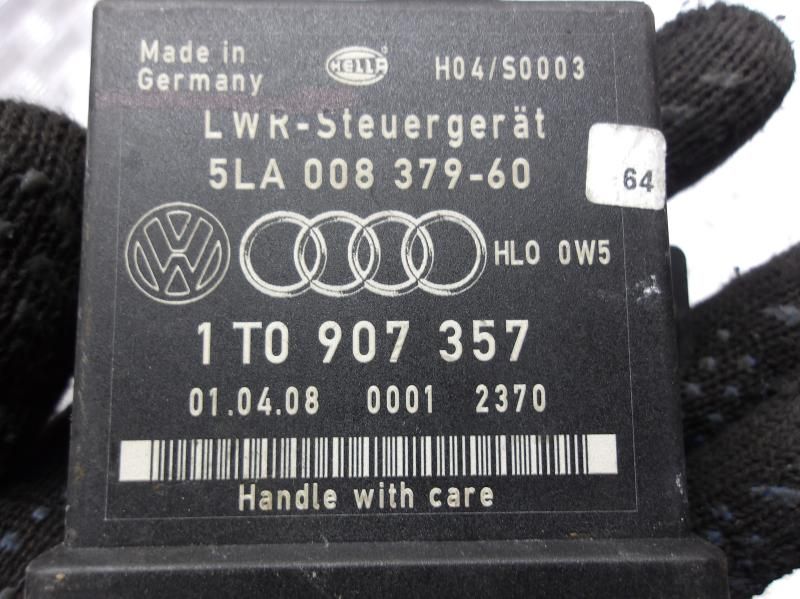 Made in
Germany
HELLA
H04/S0003
LWR-Steuergerät
5LA 008 379-60
64
HLO 0W5
1T0 907 357
01.04.08 0001 2370
Handle with care